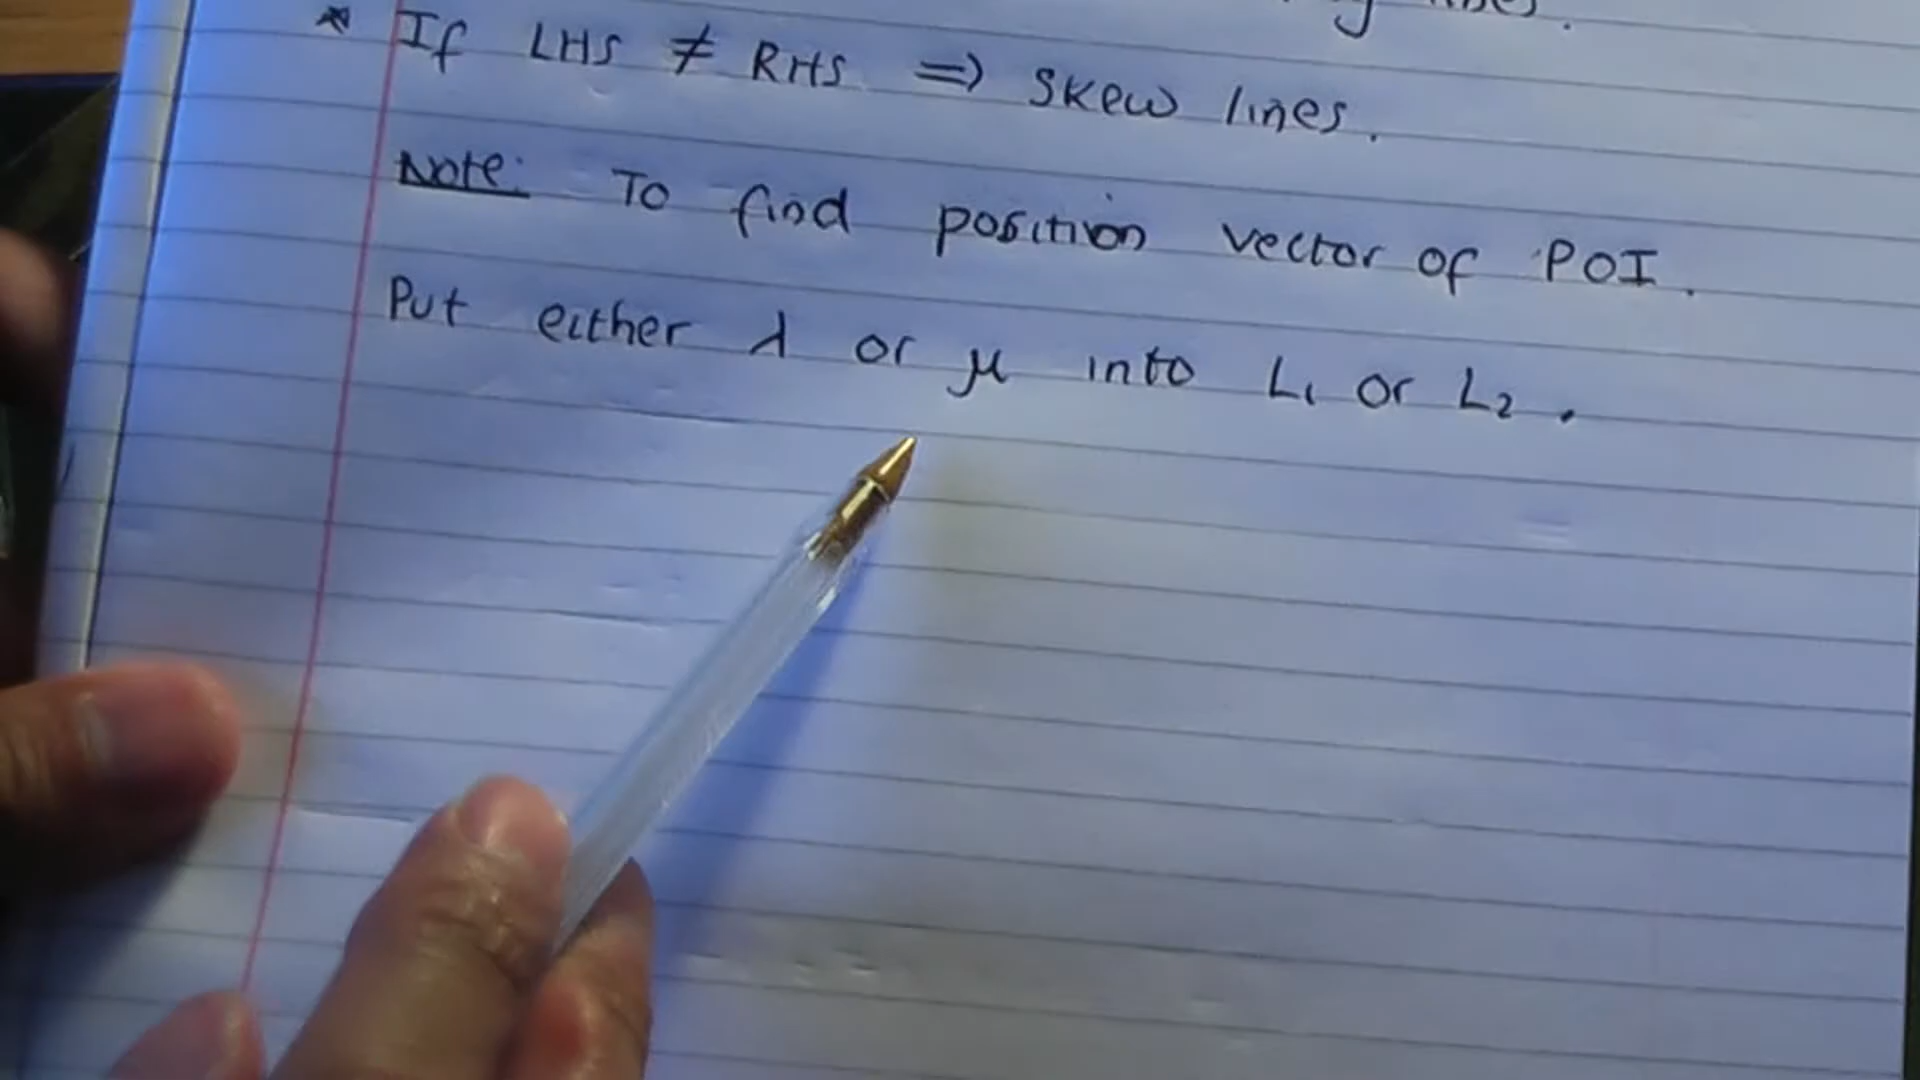 * If LHS ≠ RHS ⇒ Skew lines.
Note: To find position vector of POI.
Put either λ or μ into L₁ or L₂.